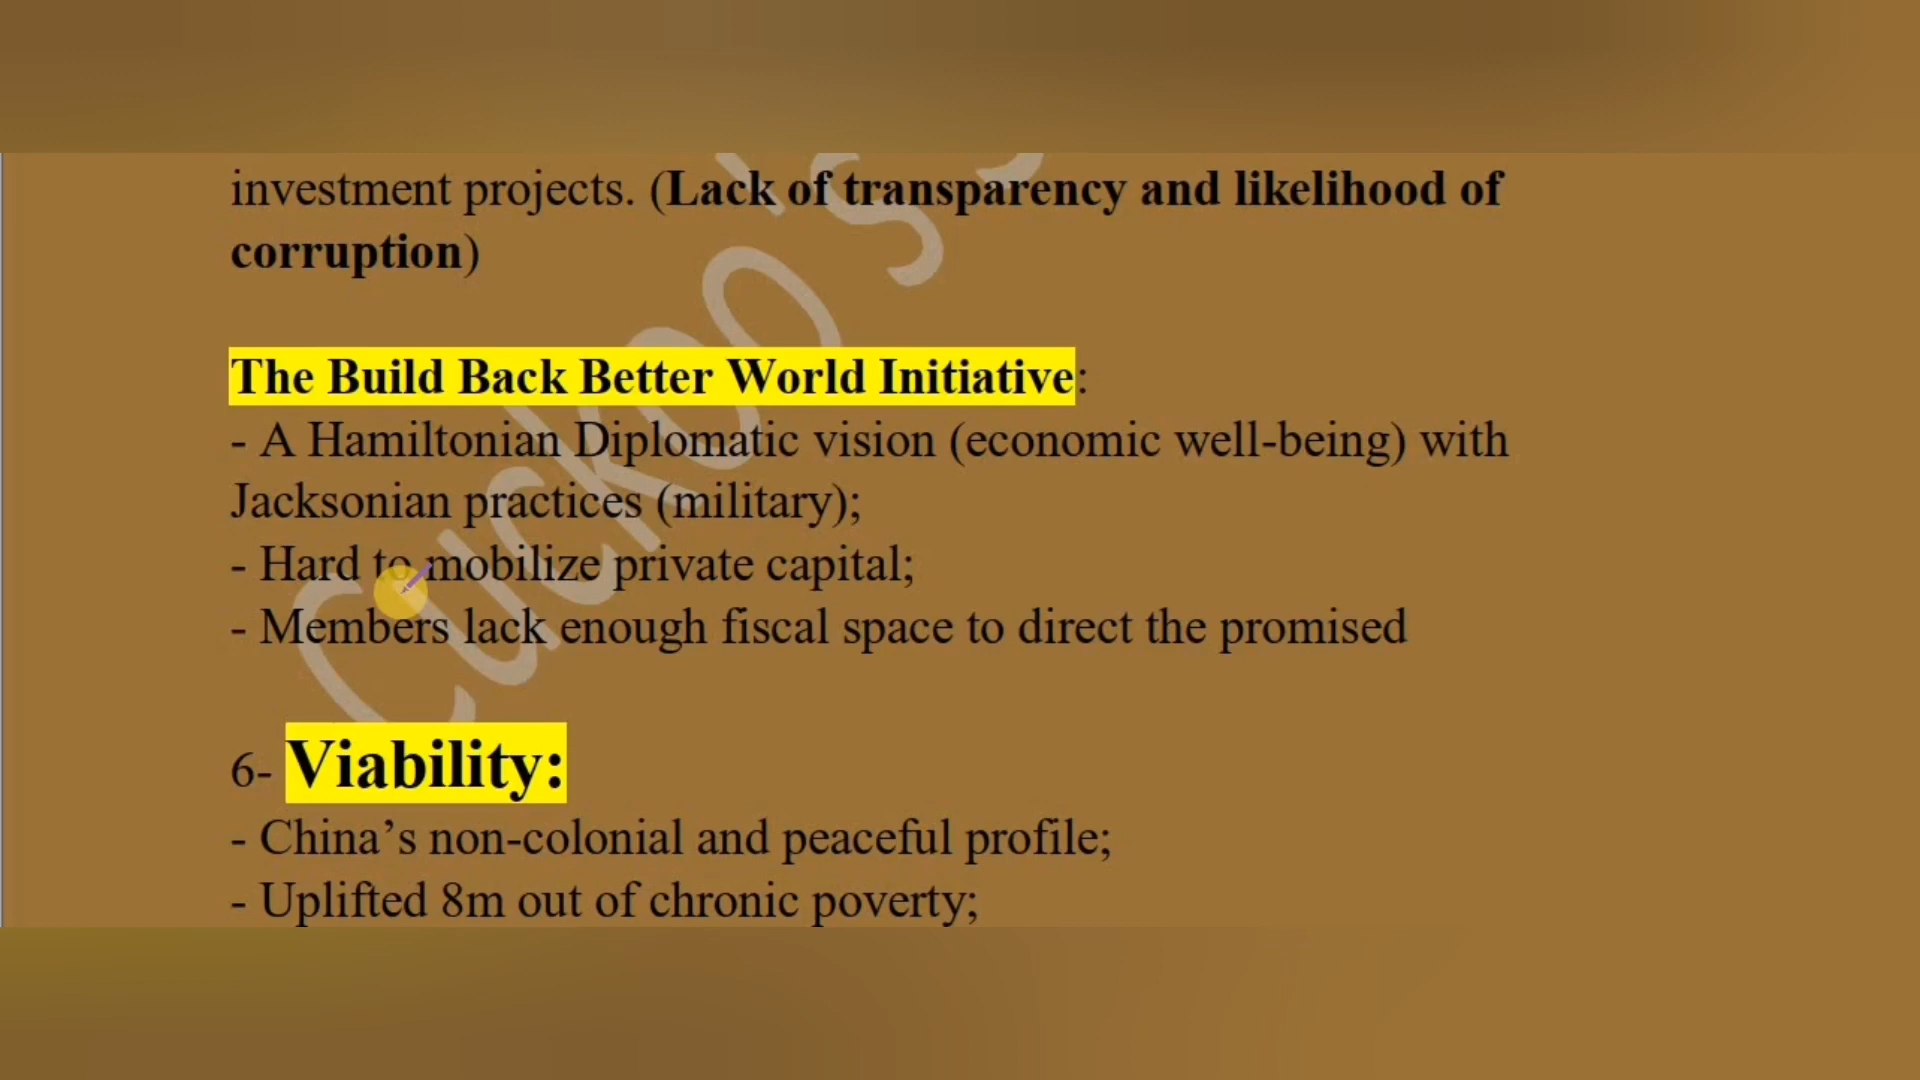 investment projects. (Lack of transparency and likelihood of
corruption)
The Build Back Better World Initiative:
- A Hamiltonian Diplomatic vision (economic well-being) with
Jacksonian practices (military);
- Hard to mobilize private capital;
- Members lack enough fiscal space to direct the promised
6- Viability:
- China’s non-colonial and peaceful profile;
- Uplifted 8m out of chronic poverty;
Cuckoo's